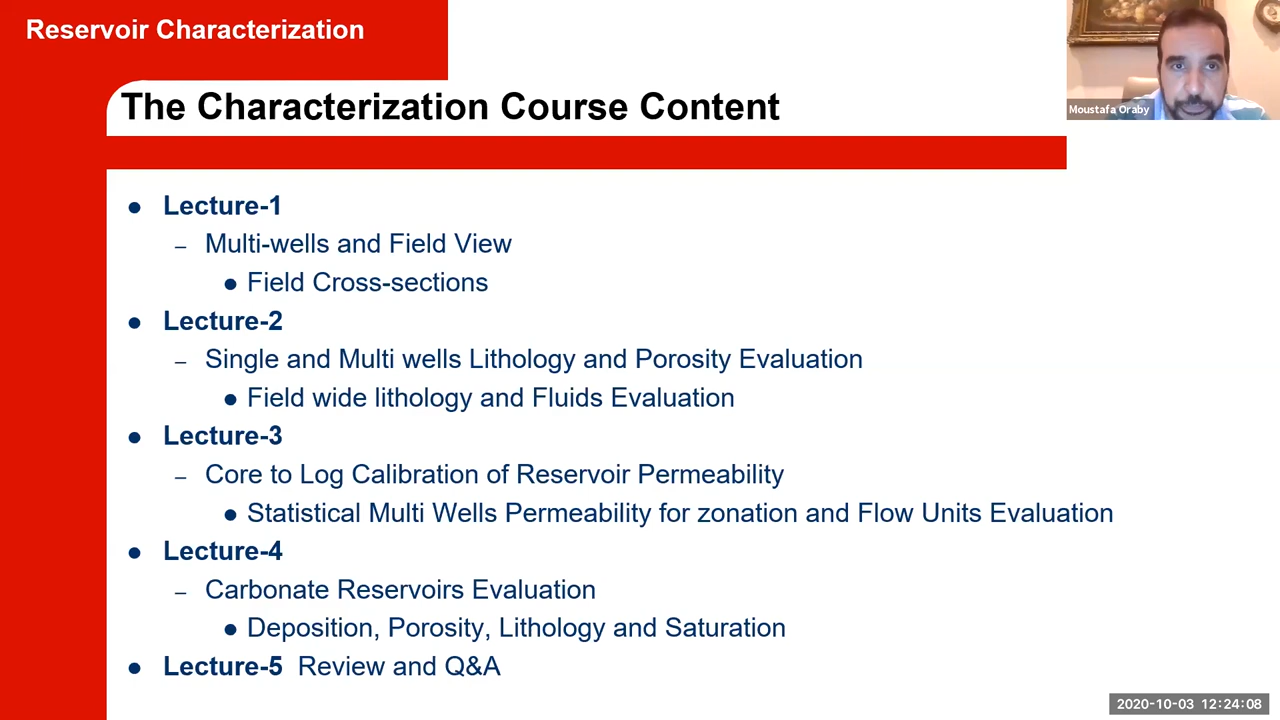 Reservoir Characterization
The Characterization Course Content
Moustafa Oraby
● Lecture-1
– Multi-wells and Field View
● Field Cross-sections
● Lecture-2
– Single and Multi wells Lithology and Porosity Evaluation
● Field wide lithology and Fluids Evaluation
● Lecture-3
– Core to Log Calibration of Reservoir Permeability
● Statistical Multi Wells Permeability for zonation and Flow Units Evaluation
● Lecture-4
– Carbonate Reservoirs Evaluation
● Deposition, Porosity, Lithology and Saturation
● Lecture-5 Review and Q&A
2020-10-03 12:24:08